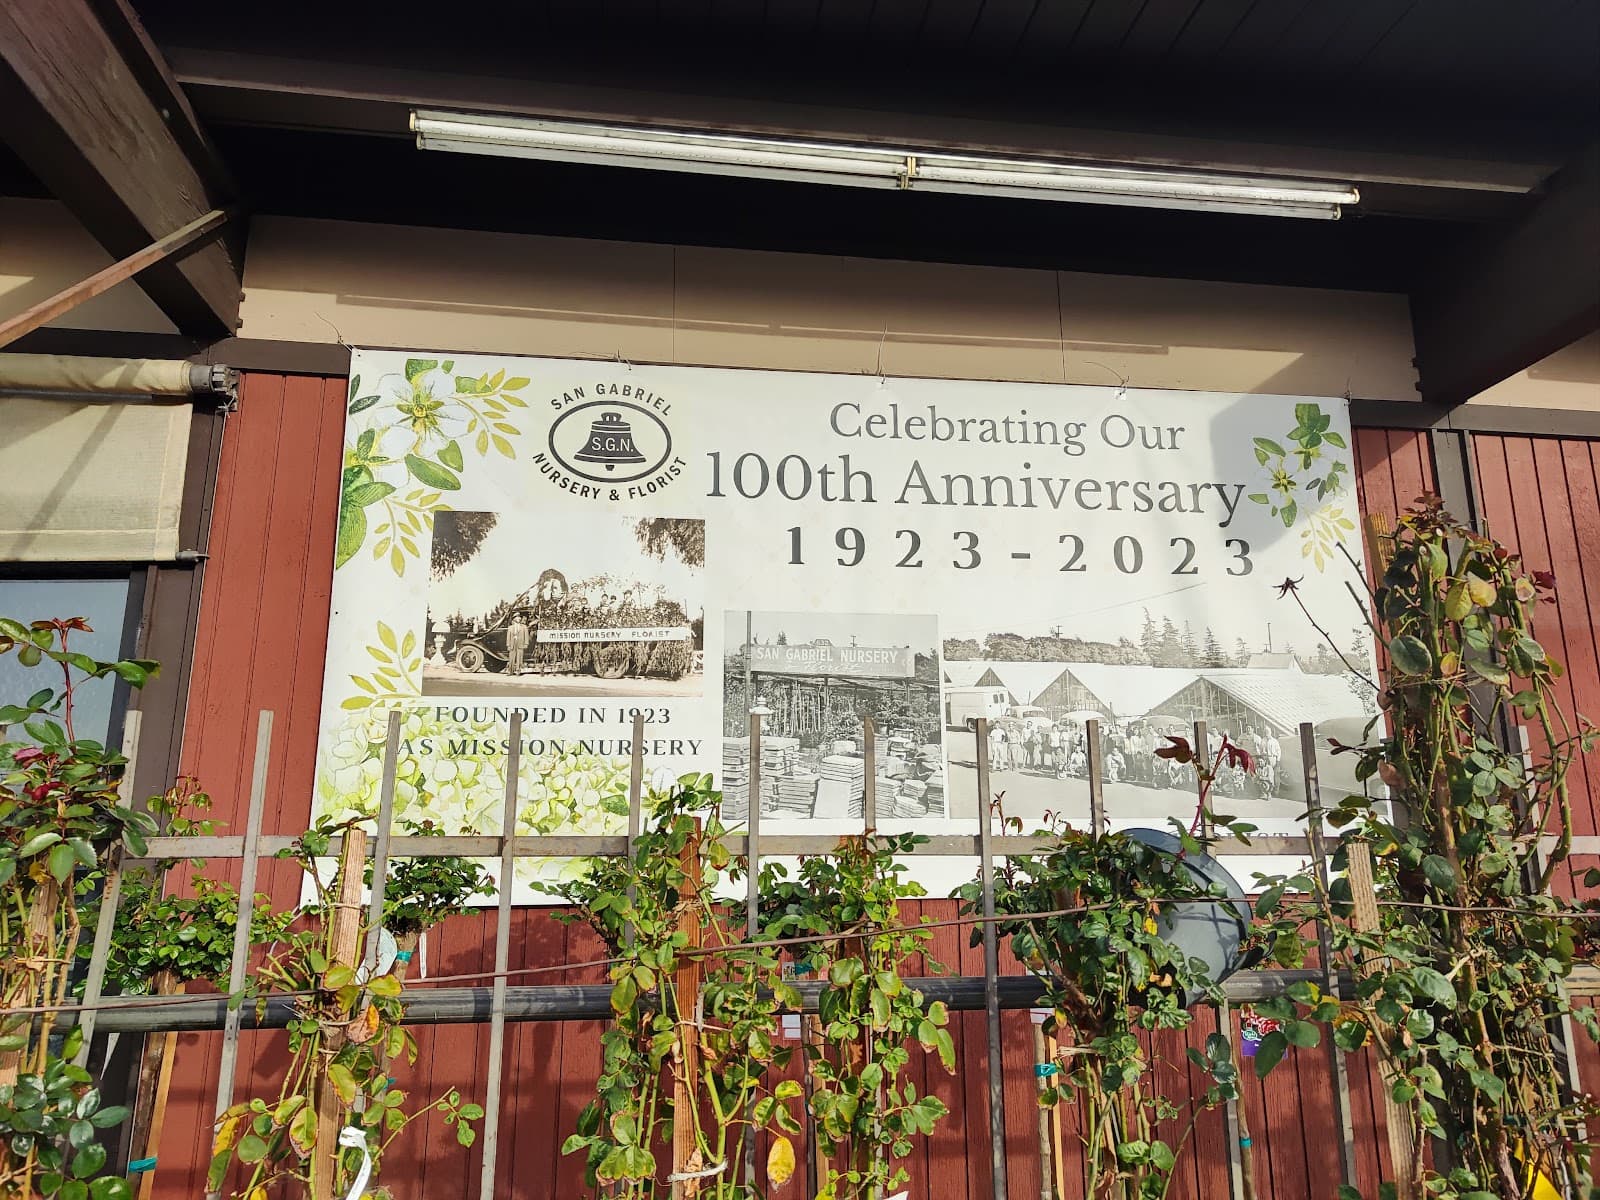 SAN GABRIEL
S.G.N.
NURSERY & FLORIST
Celebrating Our
100th Anniversary
1923-2023
MISSION NURSERY FLORIST
SAN GABRIEL NURSERY
Florist
FOUNDED IN 1923
AS MISSION NURSERY